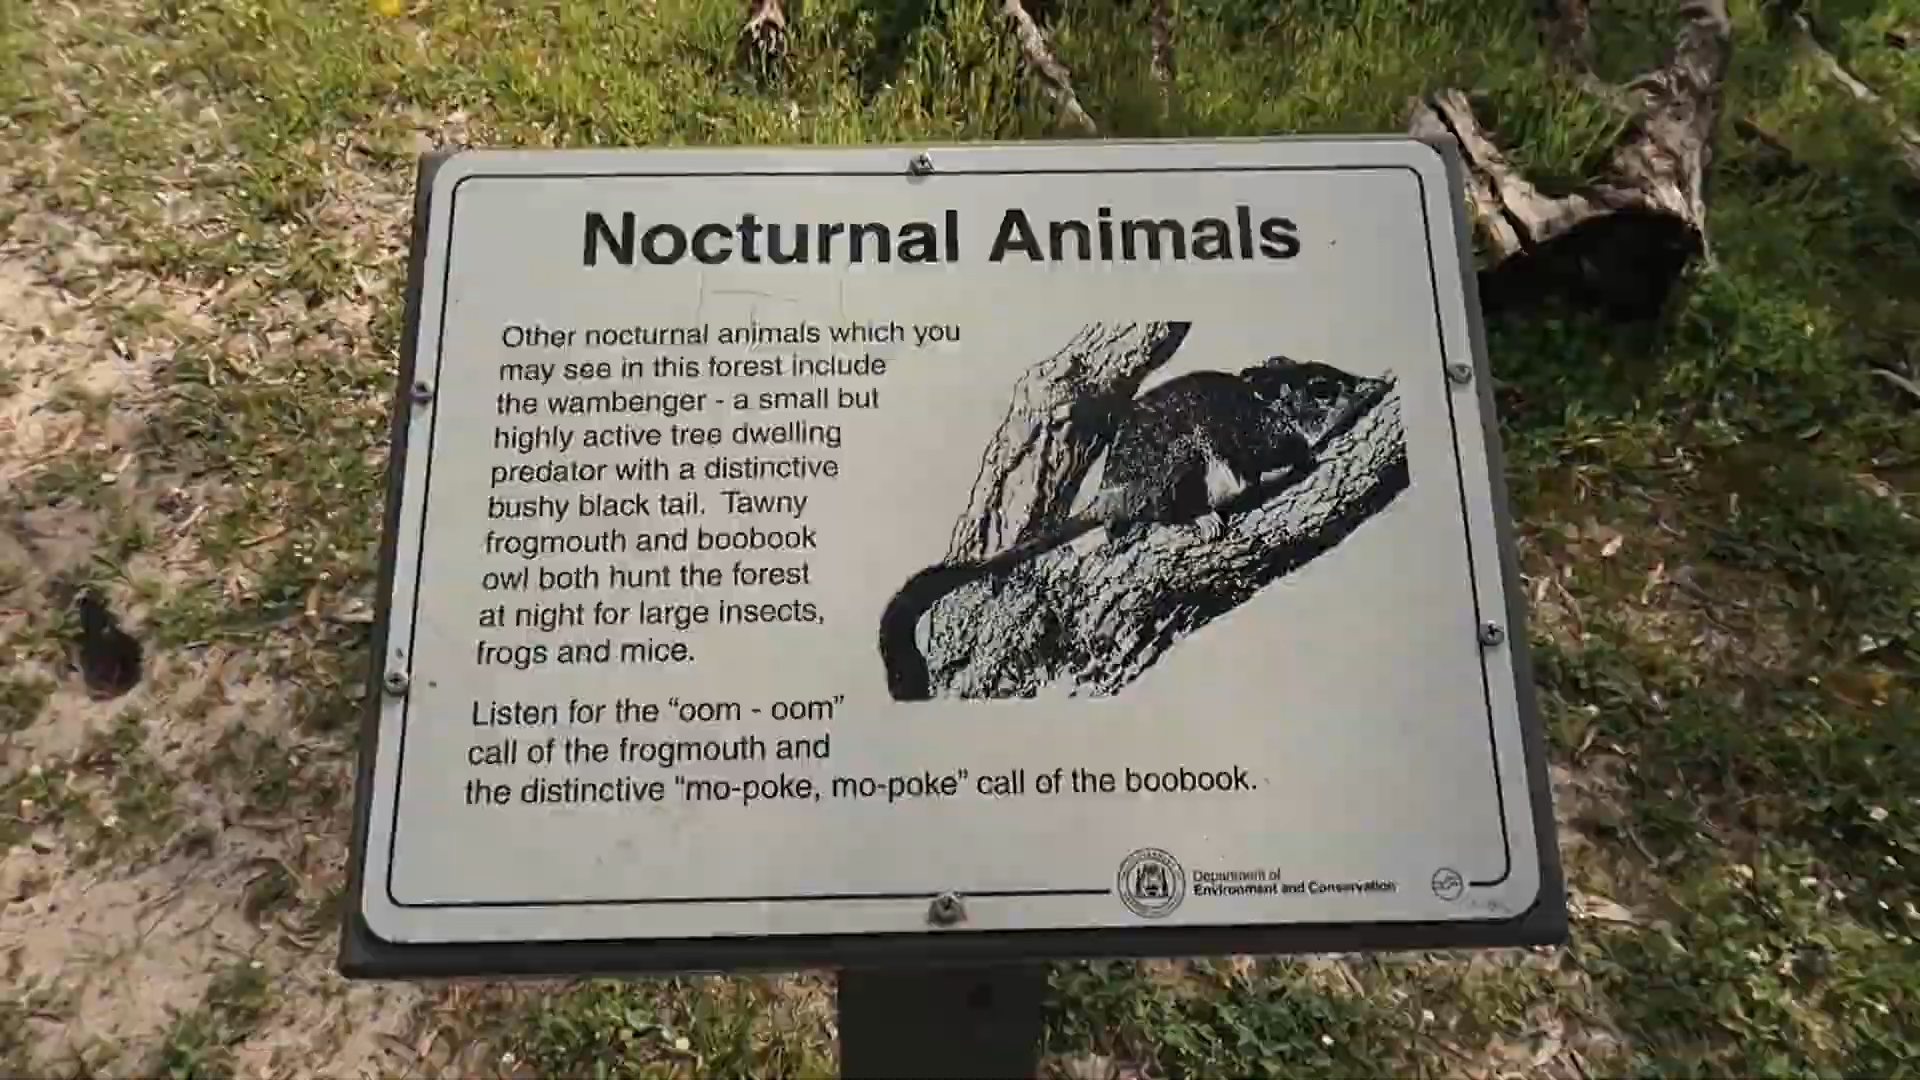 Nocturnal Animals
Other nocturnal animals which you
may see in this forest include
the wambenger - a small but
highly active tree dwelling
predator with a distinctive
bushy black tail. Tawny
frogmouth and boobook
owl both hunt the forest
at night for large insects,
frogs and mice.
Listen for the “oom - oom”
call of the frogmouth and
the distinctive “mo-poke, mo-poke” call of the boobook.
Department of
Environment and Conservation